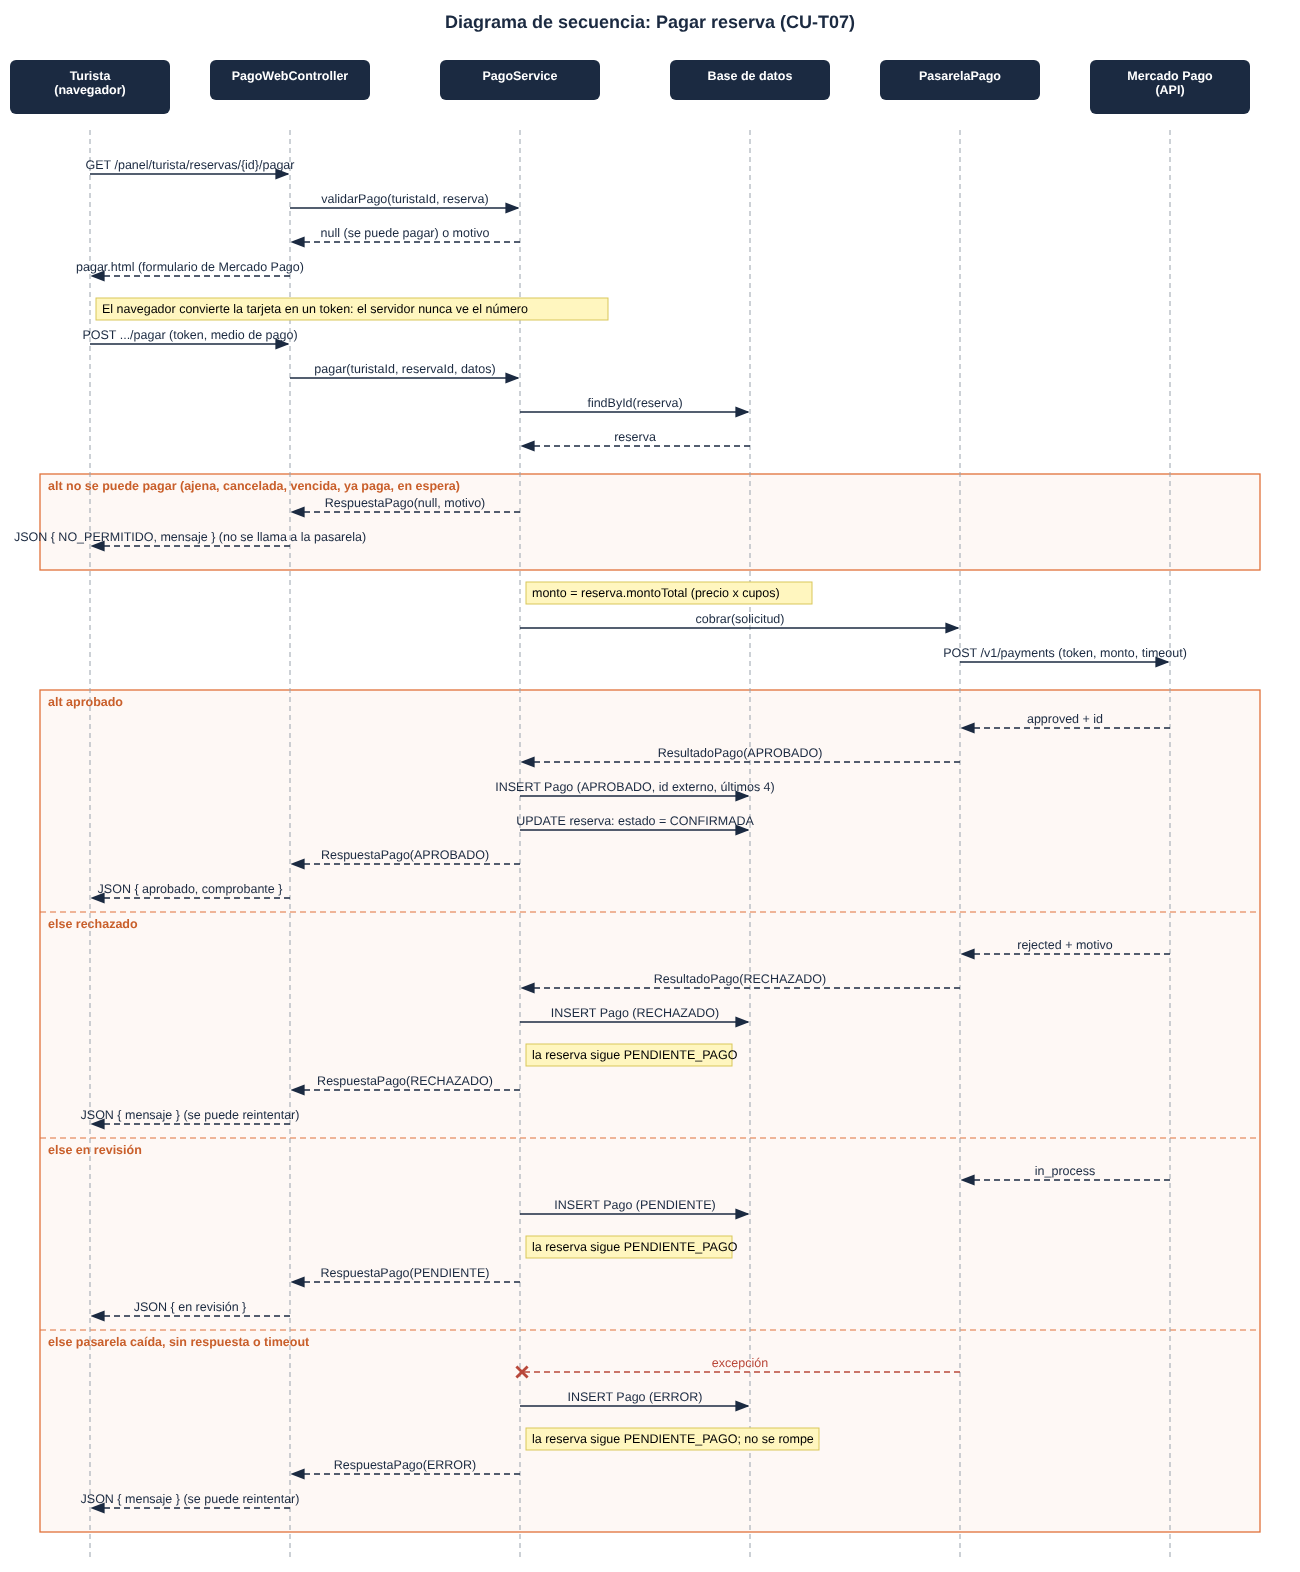 Diagrama de secuencia: Pagar reserva (CU-T07)
Turista
(navegador)
PagoWebController
PagoService
Base de datos
PasarelaPago
Mercado Pago
(API)
GET /panel/turista/reservas/{id}/pagar
validarPago(turistaId, reserva)
null (se puede pagar) o motivo
pagar.html (formulario de Mercado Pago)
El navegador convierte la tarjeta en un token: el servidor nunca ve el número
POST .../pagar (token, medio de pago)
pagar(turistaId, reservaId, datos)
findById(reserva)
reserva
alt no se puede pagar (ajena, cancelada, vencida, ya paga, en espera)
RespuestaPago(null, motivo)
JSON { NO_PERMITIDO, mensaje } (no se llama a la pasarela)
monto = reserva.montoTotal (precio x cupos)
cobrar(solicitud)
POST /v1/payments (token, monto, timeout)
alt aprobado
approved + id
ResultadoPago(APROBADO)
INSERT Pago (APROBADO, id externo, últimos 4)
UPDATE reserva: estado = CONFIRMADA
RespuestaPago(APROBADO)
JSON { aprobado, comprobante }
else rechazado
rejected + motivo
ResultadoPago(RECHAZADO)
INSERT Pago (RECHAZADO)
la reserva sigue PENDIENTE_PAGO
RespuestaPago(RECHAZADO)
JSON { mensaje } (se puede reintentar)
else en revisión
in_process
INSERT Pago (PENDIENTE)
la reserva sigue PENDIENTE_PAGO
RespuestaPago(PENDIENTE)
JSON { en revisión }
else pasarela caída, sin respuesta o timeout
excepción
INSERT Pago (ERROR)
la reserva sigue PENDIENTE_PAGO; no se rompe
RespuestaPago(ERROR)
JSON { mensaje } (se puede reintentar)